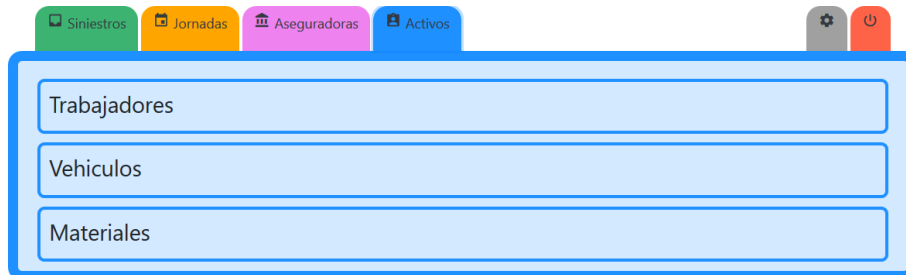 Siniestros Jornadas Aseguradoras Activos
Trabajadores
Vehiculos
Materiales